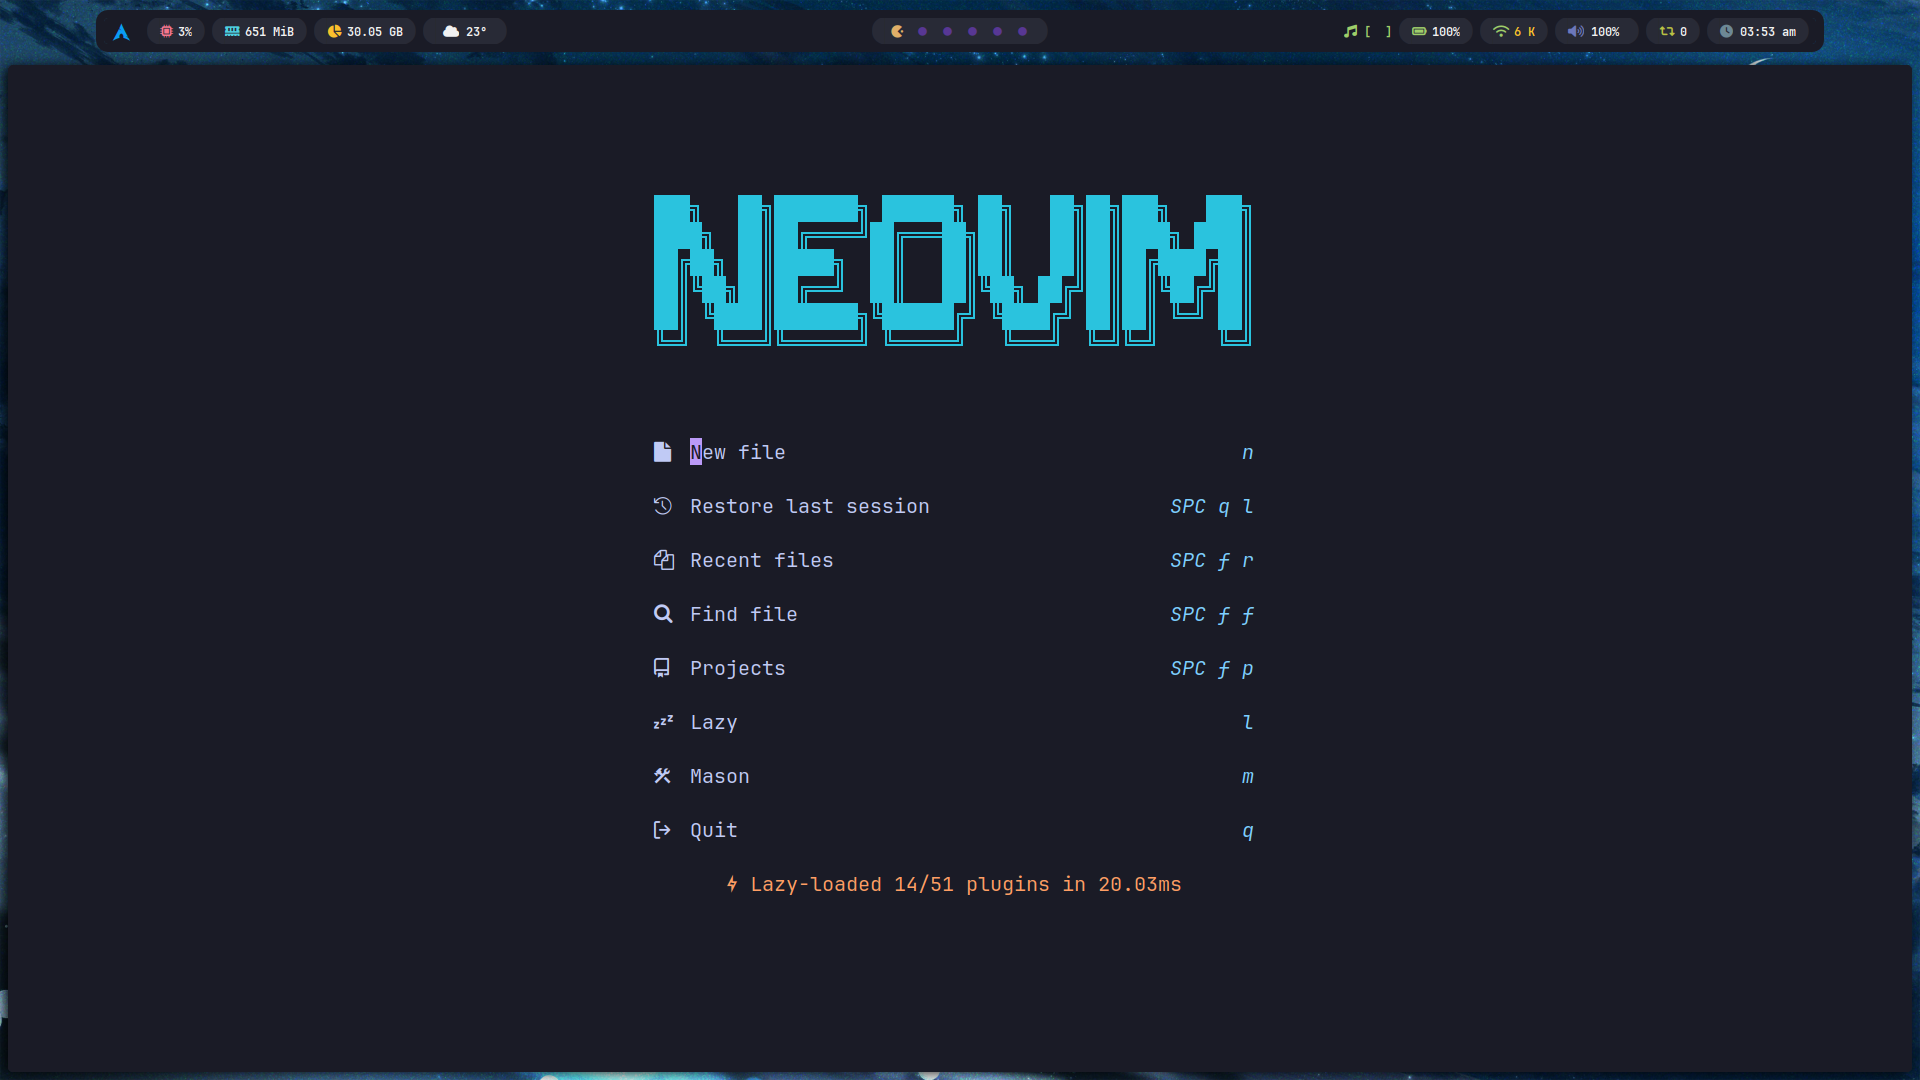 3% 651 MiB 30.05 GB 23° [ ] 100% 6 K 100% 0 03:53 am
NEOVIM
New file n
Restore last session SPC q l
Recent files SPC f r
Find file SPC f f
Projects SPC f p
zzz Lazy l
Mason m
Quit q
Lazy-loaded 14/51 plugins in 20.03ms